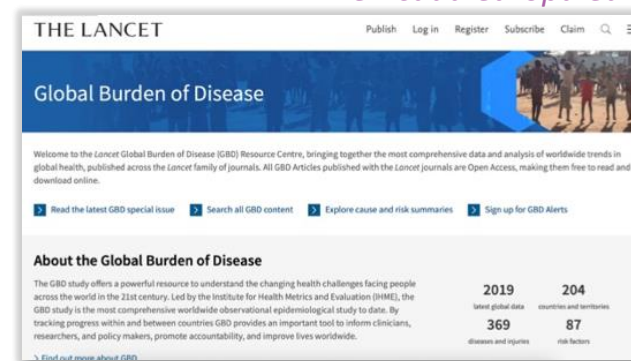 THE LANCET
Publish Log in Register Subscribe Claim
Global Burden of Disease
Welcome to the Lancet Global Burden of Disease (GBD) Resource Centre, bringing together the most comprehensive data and analysis of worldwide trends in
global health, published across the Lancet family of journals. All GBD Articles published with the Lancet journals are Open Access, making them free to read and
download online.
Read the latest GBD special issue Search all GBD content Explore cause and risk summaries Sign up for GBD Alerts
About the Global Burden of Disease
The GBD study offers a powerful resource to understand the changing health challenges facing people
across the world in the 21st century. Led by the Institute for Health Metrics and Evaluation (IHME), the
GBD study is the most comprehensive worldwide observational epidemiological study to date. By
tracking progress within and between countries GBD provides an important tool to inform clinicians,
researchers, and policy makers, promote accountability, and improve lives worldwide.
Find out more about GBD
2019 204
latest global data countries and territories
369 87
diseases and injuries risk factors